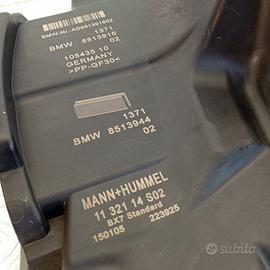 BMW-Nr.:AD851391602
1371
BMW 8513916
02
105435 10
GERMANY
>PP-GF30<
1371
BMW 8513944
02
MANN+HUMMEL
11 321 14 S02
BX7 Standard
150105 223925
subito